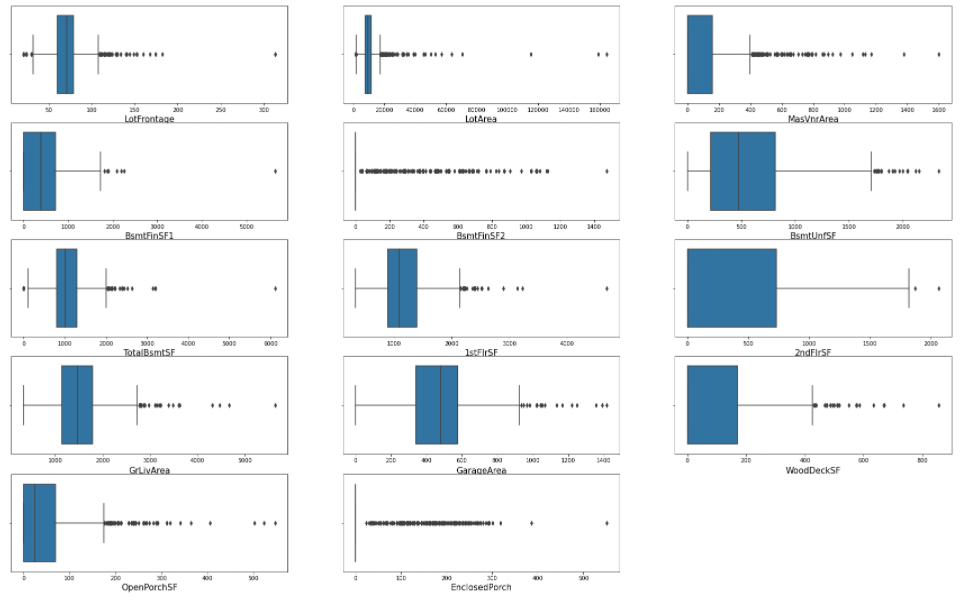 50 100 150 200 250 300
LotFrontage
0 20000 40000 60000 80000 100000 120000 140000 160000
LotArea
0 200 400 600 800 1000 1200 1400 1600
MasVnrArea
0 1000 2000 3000 4000 5000
BsmtFinSF1
0 200 400 600 800 1000 1200 1400
BsmtFinSF2
0 500 1000 1500 2000
BsmtUnfSF
0 1000 2000 3000 4000 5000 6000
TotalBsmtSF
1000 2000 3000 4000
1stFlrSF
0 500 1000 1500 2000
2ndFlrSF
1000 2000 3000 4000 5000
GrLivArea
0 200 400 600 800 1000 1200 1400
GarageArea
0 200 400 600 800
WoodDeckSF
0 100 200 300 400 500
OpenPorchSF
0 100 200 300 400 500
EnclosedPorch